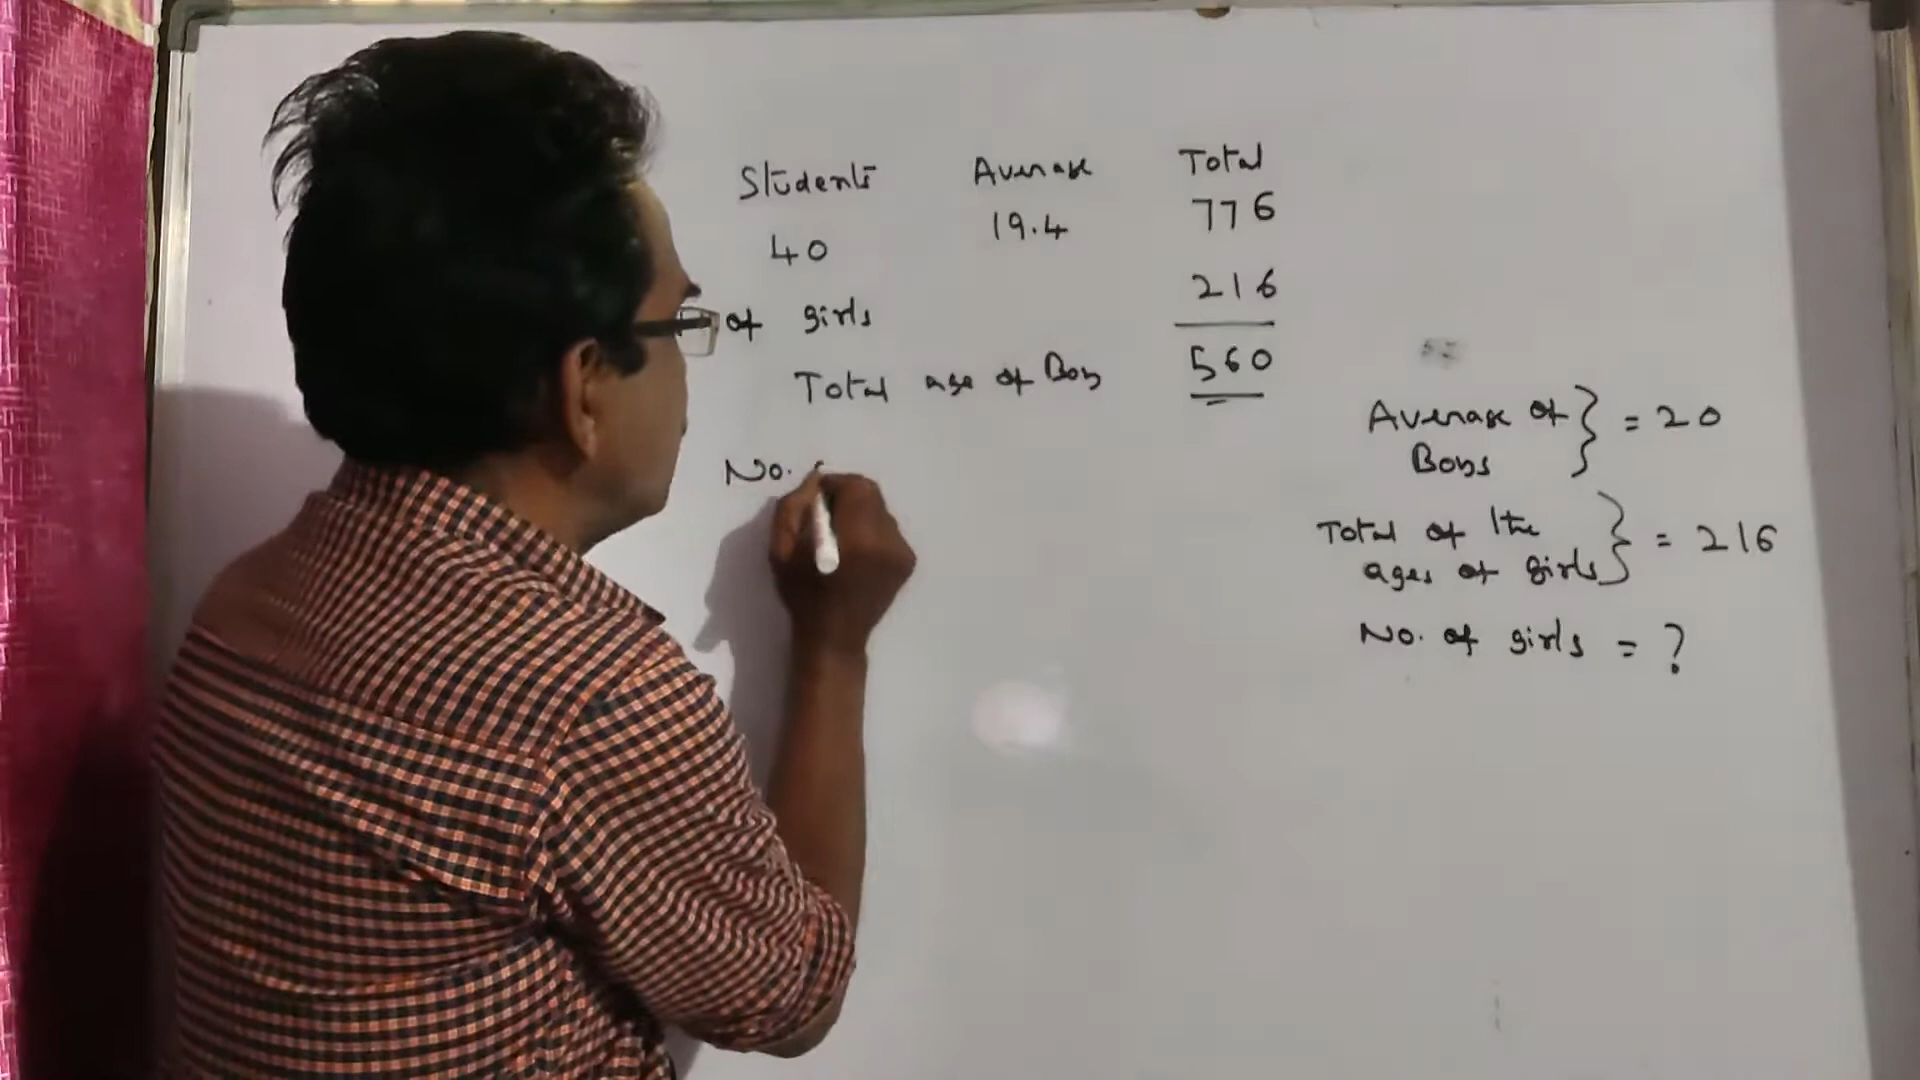 Students Average Total
40 19.4 776
of girls 216
Total age of Boys 560
No.
Average of Boys } = 20
Total of the ages of girls } = 216
No. of girls = ?